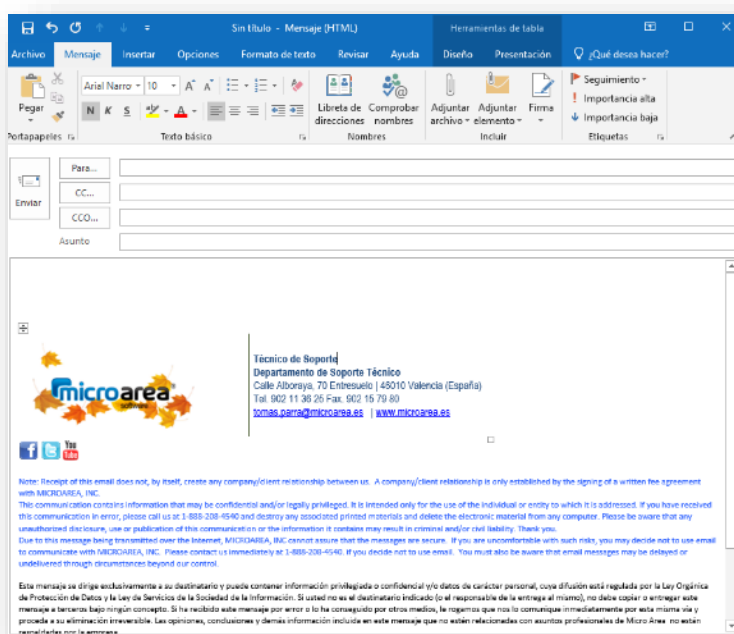 Sin título - Mensaje (HTML) Herramientas de tabla
Archivo Mensaje Insertar Opciones Formato de texto Revisar Ayuda Diseño Presentación ¿Qué desea hacer?
Pegar
Arial Narro 10
N K S
Libreta de direcciones
Comprobar nombres
Adjuntar archivo
Adjuntar elemento
Firma
Seguimiento
Importancia alta
Importancia baja
Portapapeles Texto básico Nombres Incluir Etiquetas
Enviar
Para...
CC...
CCO...
Asunto
microarea
software
Técnico de Soporte
Departamento de Soporte Técnico
Calle Alboraya, 70 Entresuelo | 46010 Valencia (España)
Tel. 902 11 36 25 Fax. 902 15 79 80
tomas.parra@microarea.es | www.microarea.es
You Tube
Note: Receipt of this email does not, by itself, create any company/client relationship between us. A company/client relationship is only established by the signing of a written fee agreement
with MICROAREA, INC.
This communication contains information that may be confidential and/or legally privileged. It is intended only for the use of the individual or entity to which it is addressed. If you have received
this communication in error, please call us at 1-888-208-4540 and destroy any associated printed materials and delete the electronic material from any computer. Please be aware that any
unauthorized disclosure, use or publication of this communication or the information it contains may result in criminal and/or civil liability. Thank you.
Due to this message being transmitted over the Internet, MICROAREA, INC cannot assure that the messages are secure. If you are uncomfortable with such risks, you may decide not to use email
to communicate with MICROAREA, INC. Please contact us immediately at 1-888-208-4540, if you decide not to use email. You must also be aware that email messages may be delayed or
undelivered through circumstances beyond our control.
Este mensaje se dirige exclusivamente a su destinatario y puede contener información privilegiada o confidencial y/o datos de carácter personal, cuya difusión está regulada por la Ley Orgánica
de Protección de Datos y la Ley de Servicios de la Sociedad de la Información. Si usted no es el destinatario indicado (o el responsable de la entrega al mismo), no debe copiar o entregar este
mensaje a terceros bajo ningún concepto. Si ha recibido este mensaje por error o lo ha conseguido por otros medios, le rogamos que nos lo comunique inmediatamente por esta misma vía y
proceda a su eliminación irreversible. Las opiniones, conclusiones y demás información incluida en este mensaje que no estén relacionadas con asuntos profesionales de Micro Area no están
respaldadas por la empresa.